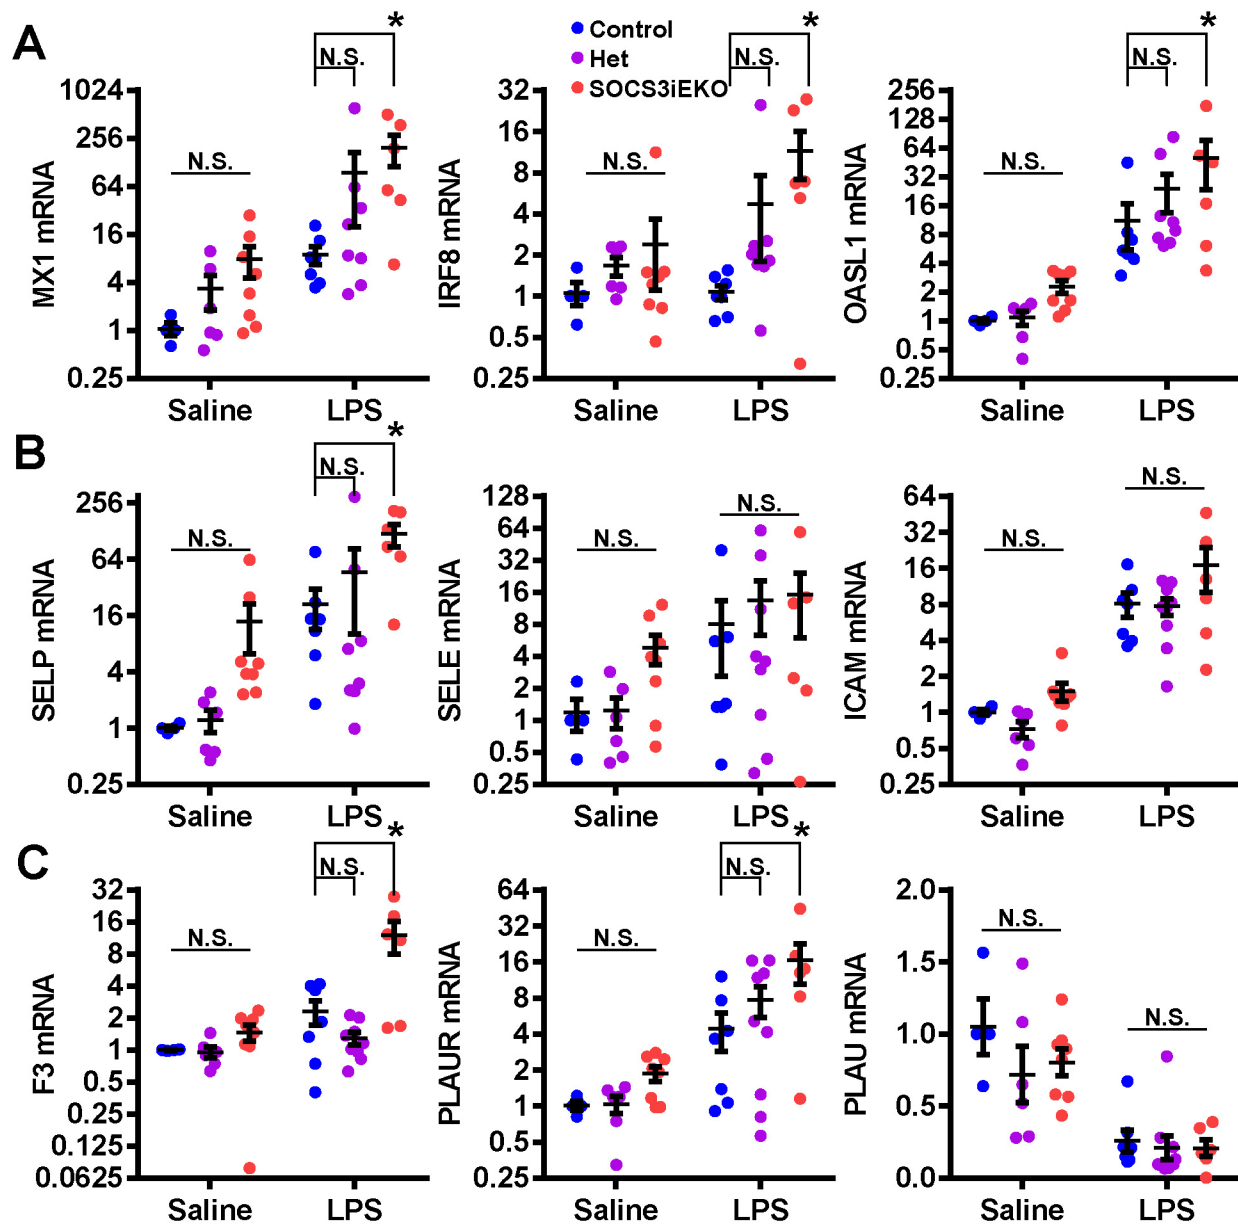 A
Control
Het
SOCS3iEKO
MX1 mRNA
1024
256
64
16
4
1
0.25
N.S.
N.S.
*
Saline
LPS
IRF8 mRNA
32
16
8
4
2
1
0.5
0.25
N.S.
N.S.
*
Saline
LPS
OASL1 mRNA
256
128
64
32
16
8
4
2
1
0.5
0.25
N.S.
N.S.
*
Saline
LPS
B
SELP mRNA
256
64
16
4
1
0.25
N.S.
N.S.
*
Saline
LPS
SELE mRNA
128
64
32
16
8
4
2
1
0.5
0.25
N.S.
N.S.
Saline
LPS
ICAM mRNA
64
32
16
8
4
2
1
0.5
0.25
N.S.
N.S.
Saline
LPS
C
F3 mRNA
32
16
8
4
2
1
0.5
0.25
0.125
0.0625
N.S.
N.S.
*
Saline
LPS
PLAUR mRNA
64
32
16
8
4
2
1
0.5
0.25
N.S.
N.S.
*
Saline
LPS
PLAU mRNA
2.0
1.5
1.0
0.5
0.0
N.S.
N.S.
Saline
LPS